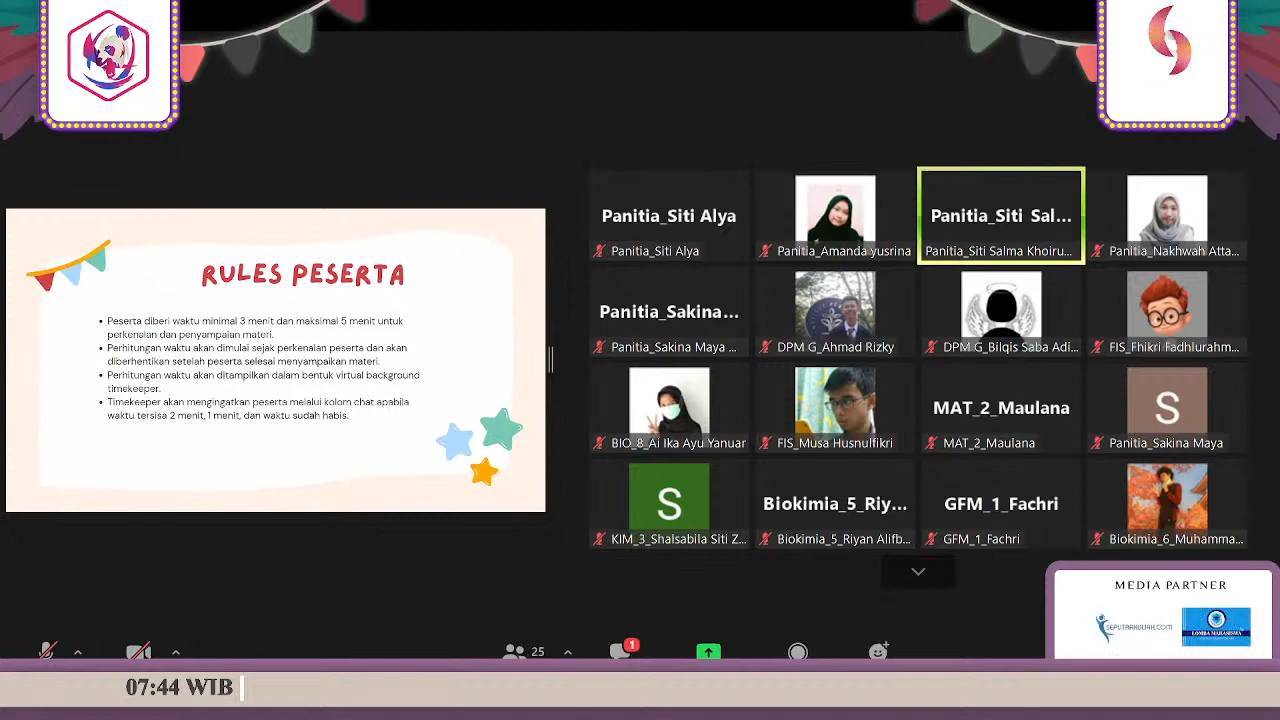 RULES PESERTA
Peserta diberi waktu minimal 3 menit dan maksimal 5 menit untuk
perkenalan dan penyampaian materi.
Perhitungan waktu akan dimulai sejak perkenalan peserta dan akan
diberhentikan setelah peserta selesai menyampaikan materi.
Perhitungan waktu akan ditampilkan dalam bentuk virtual background
timekeeper.
Timekeeper akan mengingatkan peserta melalui kolom chat apabila
waktu tersisa 2 menit, 1 menit, dan waktu sudah habis.
Panitia_Siti Alya
Panitia_Siti Alya
Panitia_Amanda yusrina
Panitia_Siti Sal...
Panitia_Siti Salma Khoiru...
Panitia_Nakhwah Atta...
Panitia_Sakina...
Panitia_Sakina Maya ...
DPM G_Ahmad Rizky
DPM G_Bilqis Saba Adi...
FIS_Fhikri Fadhlurahm...
BIO_8_Ai Ika Ayu Yanuar
FIS_Musa Husnulfikri
MAT_2_Maulana
MAT_2_Maulana
S
Panitia_Sakina Maya
S
KIM_3_Shalsabila Siti Z...
Biokimia_5_Riy...
Biokimia_5_Riyan Alifb...
GFM_1_Fachri
GFM_1_Fachri
Biokimia_6_Muhamma...
MEDIA PARTNER
SEPUTARKULIAH.COM
LOMBA MAHASISWA
25
1
07:44 WIB